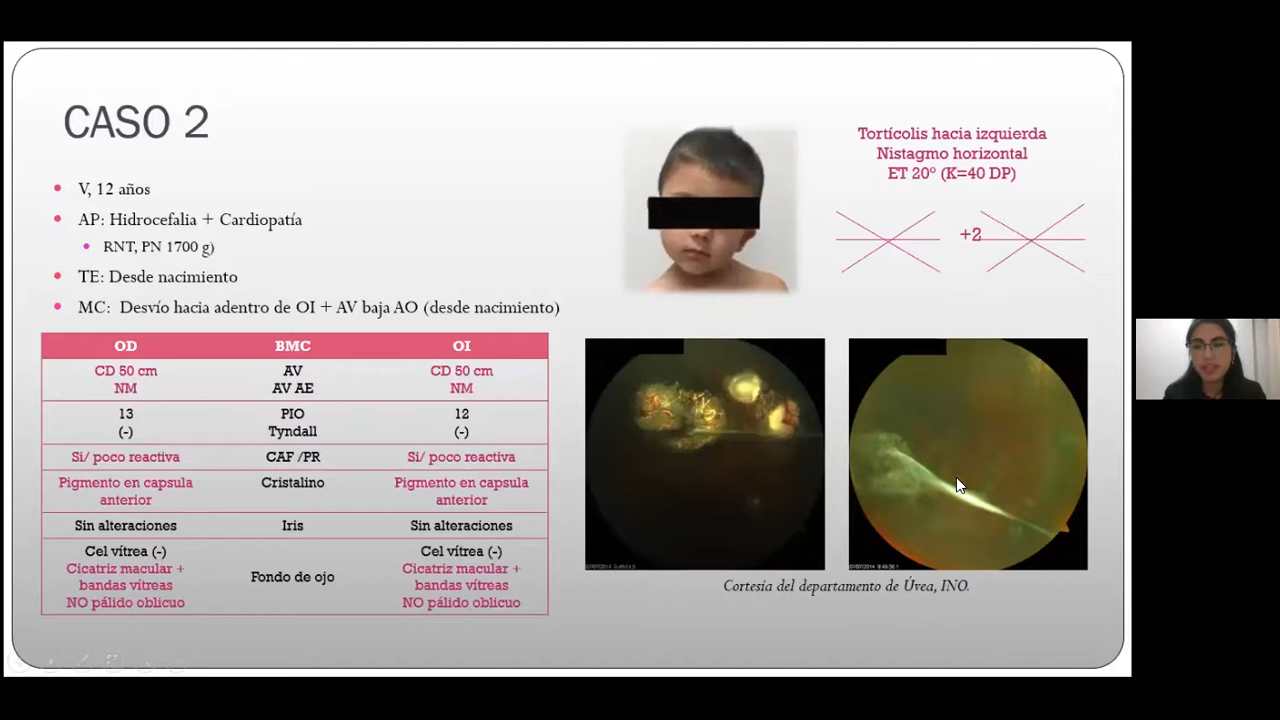 CASO 2
V, 12 años
AP: Hidrocefalia + Cardiopatía
RNT, PN 1700 g)
TE: Desde nacimiento
MC: Desvío hacia adentro de OI + AV baja AO (desde nacimiento)
Tortícolis hacia izquierda
Nistagmo horizontal
ET 20° (K=40 DP)
+2
OD BMC OI
CD 50 cm AV CD 50 cm
NM AV AE NM
13 PIO 12
(-) Tyndall (-)
Si/ poco reactiva CAF /PR Si/ poco reactiva
Pigmento en capsula anterior Cristalino Pigmento en capsula anterior
Sin alteraciones Iris Sin alteraciones
Cel vítrea (-) Cel vítrea (-)
Cicatriz macular + Cicatriz macular +
bandas vítreas Fondo de ojo bandas vítreas
NO pálido oblicuo NO pálido oblicuo
Cortesía del departamento de Úvea, INO.